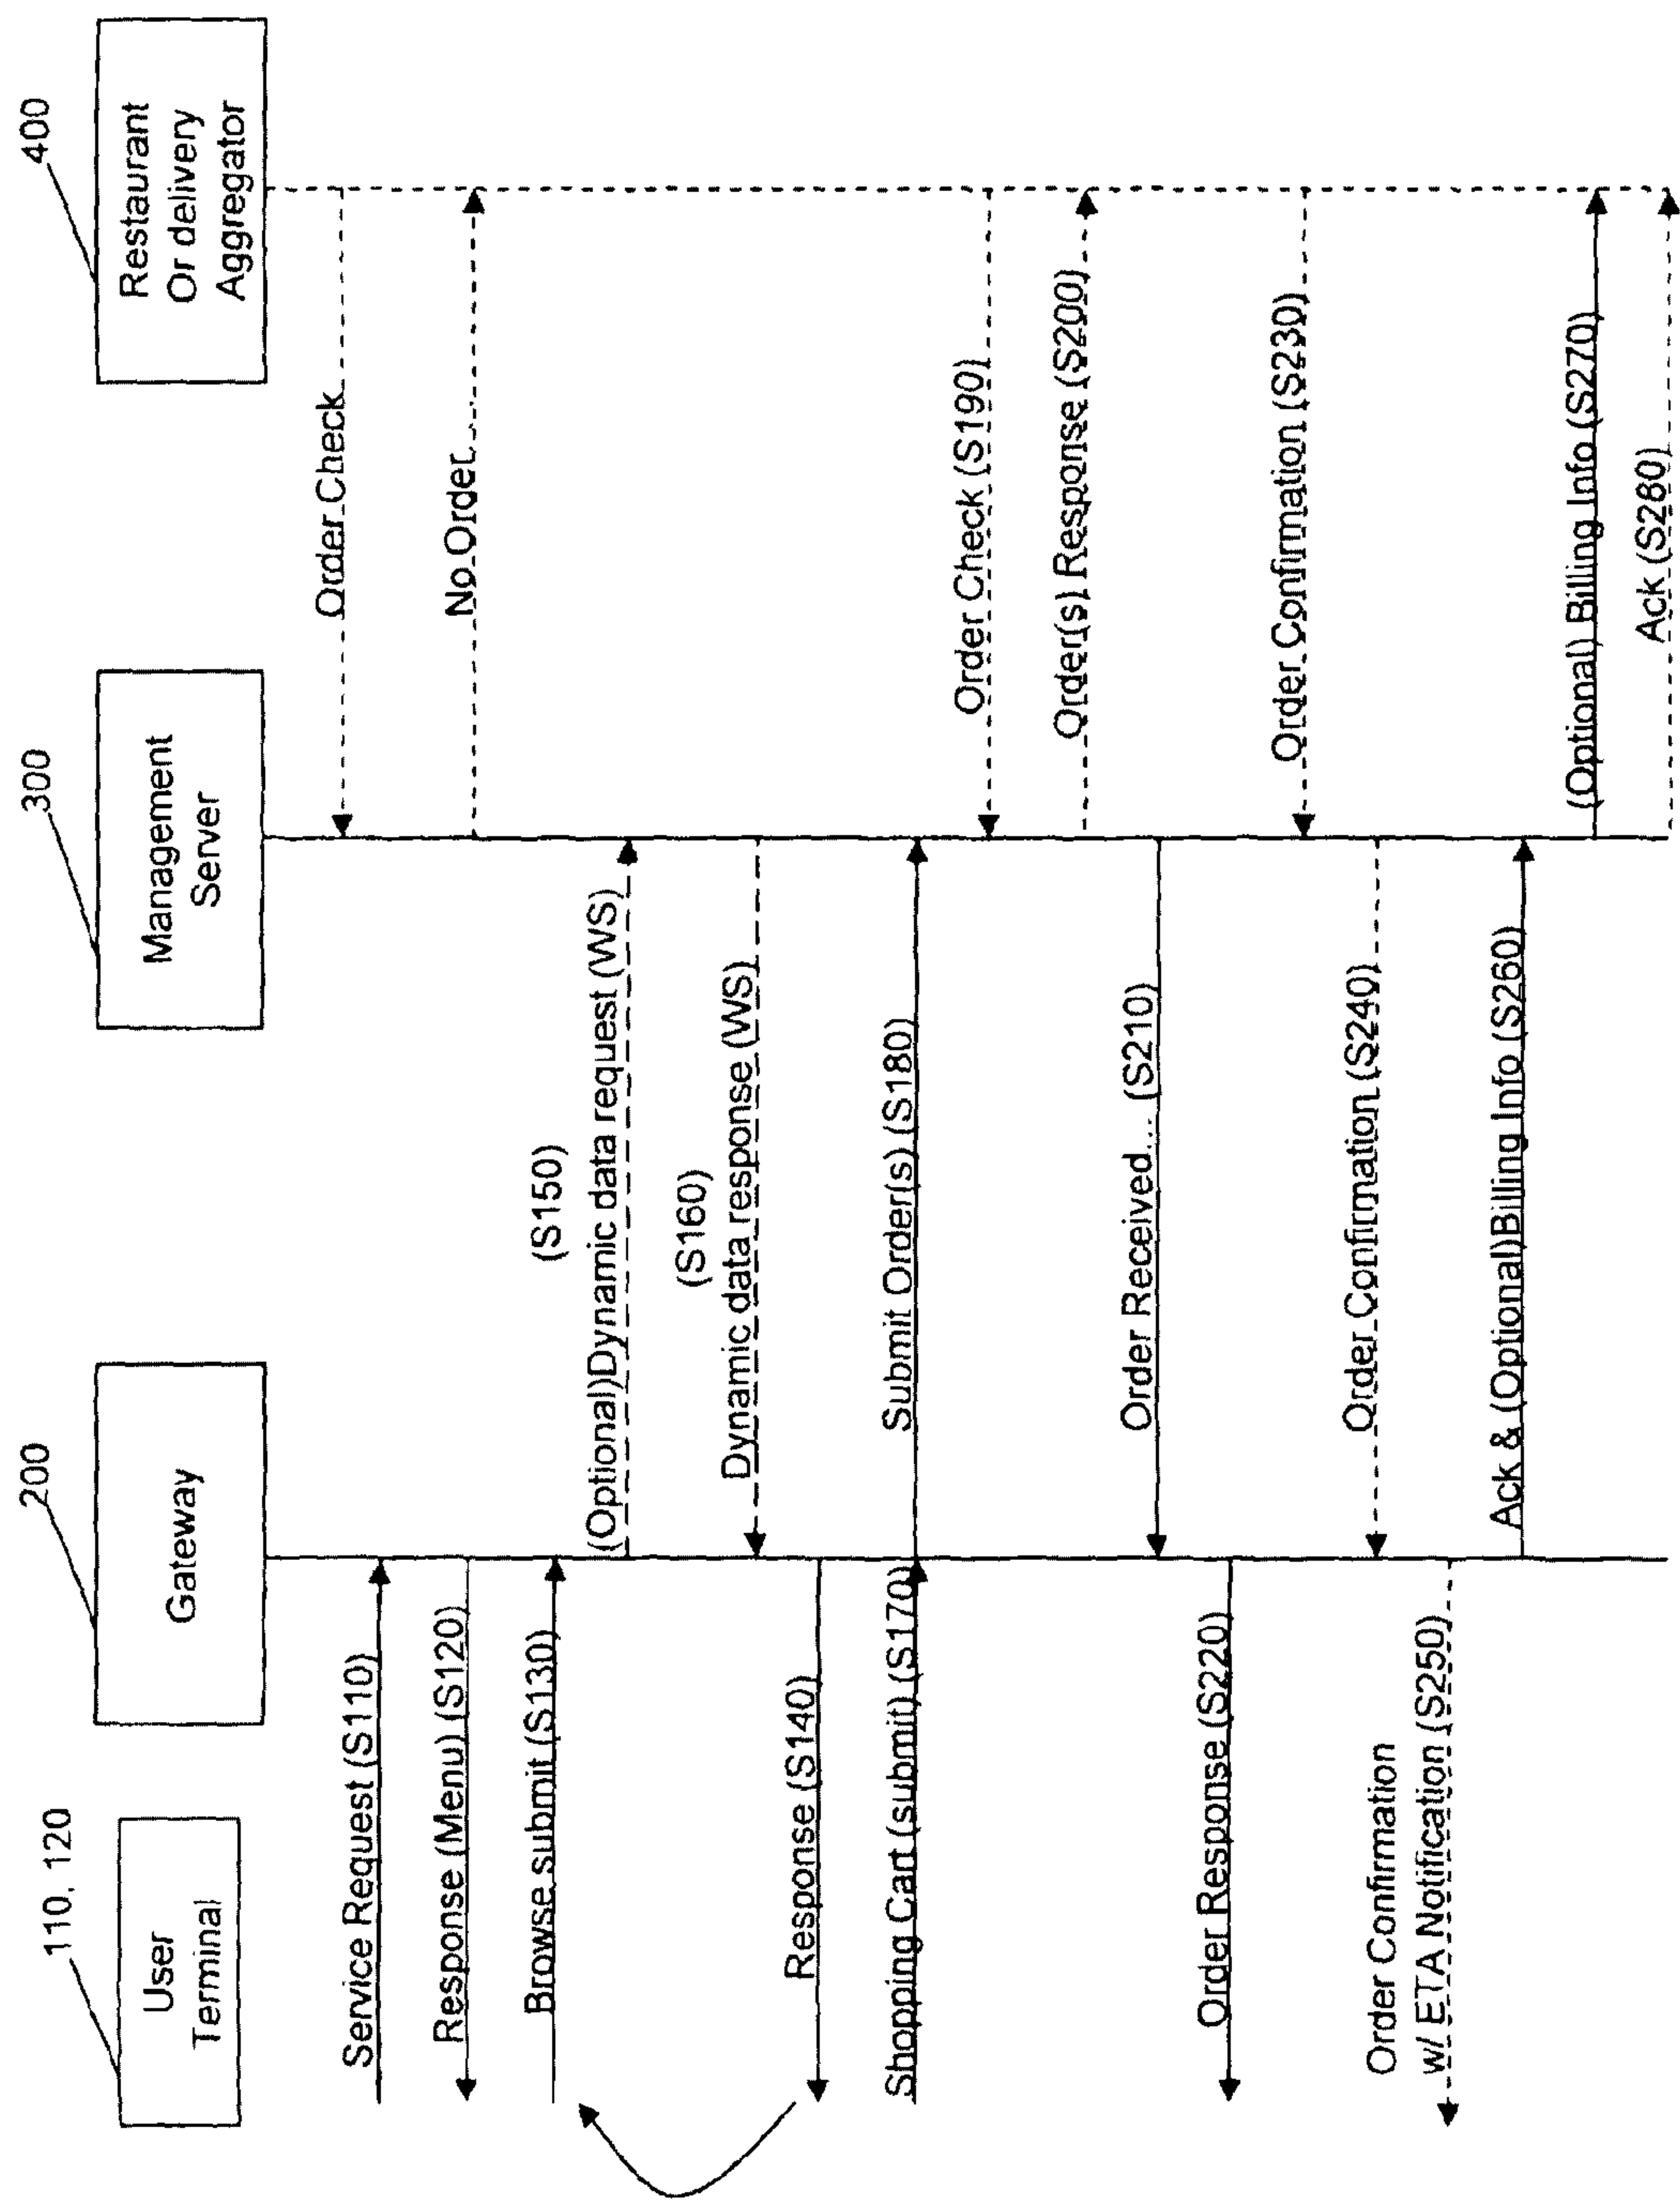 110, 120
200
300
400
User
Terminal
Gateway
Management
Server
Restaurant
Or delivery
Aggregator
Order Check
Service Request (S110)
Response (Menu) (S120)
No Order...
Browse submit (S130)
(S150)
(Optional)Dynamic data request (WS)
(S160)
Dynamic data response (WS)
Response (S140)
Shopping Cart (submit) (S170)
Submit Order(s) (S180)
Order Check (S190)
Order(s) Response (S200)
Order Received... (S210)
Order Response (S220)
Order Confirmation (S230)
Order Confirmation (S240)
Order Confirmation
w/ ETA Notification (S250)
Ack & (Optional)Billing Info (S260)
(Optional) Billing Info (S270)
Ack (S280)